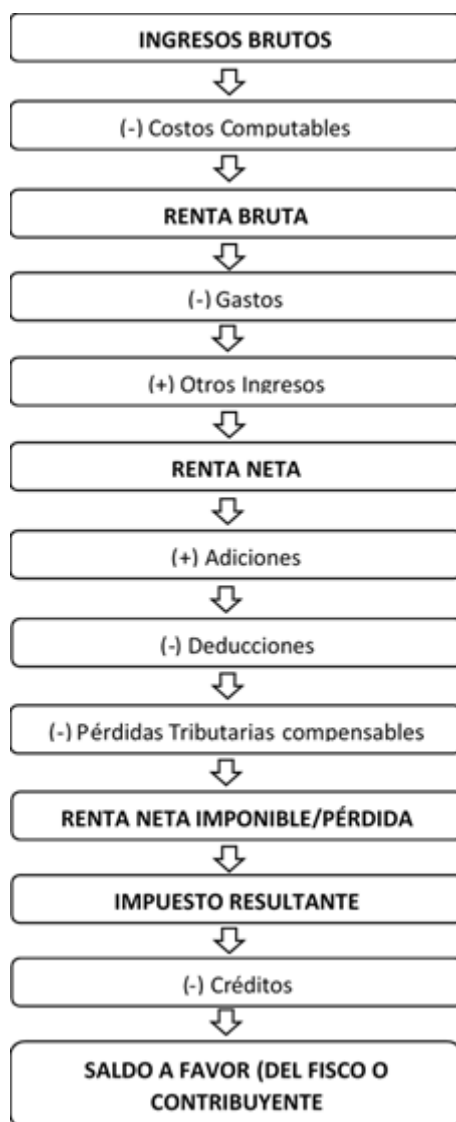 INGRESOS BRUTOS
(-) Costos Computables
RENTA BRUTA
(-) Gastos
(+) Otros Ingresos
RENTA NETA
(+) Adiciones
(-) Deducciones
(-) Pérdidas Tributarias compensables
RENTA NETA IMPONIBLE/PÉRDIDA
IMPUESTO RESULTANTE
(-) Créditos
SALDO A FAVOR (DEL FISCO O
CONTRIBUYENTE